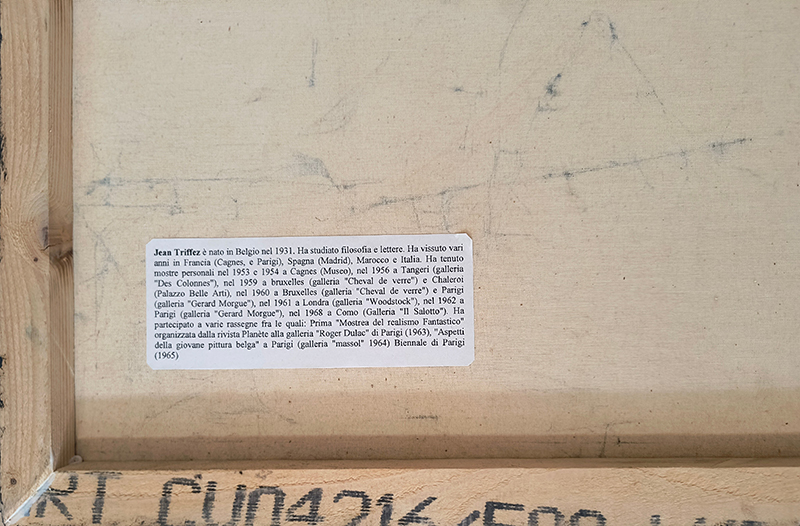 Jean Triffez è nato in Belgio nel 1931. Ha studiato filosofia e lettere. Ha vissuto vari
anni in Francia (Cagnes, e Parigi), Spagna (Madrid), Marocco e Italia. Ha tenuto
mostre personali nel 1953 e 1954 a Cagnes (Museo), nel 1956 a Tangeri (galleria
"Des Colonnes"), nel 1959 a bruxelles (galleria "Cheval de verre") e Chaleroi
(Palazzo Belle Arti), nel 1960 a Bruxelles (galleria "Cheval de verre") e Parigi
(galleria "Gerard Morgue"), nel 1961 a Londra (galleria "Woodstock"), nel 1962 a
Parigi (galleria "Gerard Morgue"), nel 1968 a Como (Galleria "Il Salotto"). Ha
partecipato a varie rassegne fra le quali: Prima "Mostrea del realismo Fantastico"
organizzata dalla rivista Planète alla galleria "Roger Dulac" di Parigi (1963), "Aspetti
della giovane pittura belga" a Parigi (galleria "massol" 1964) Biennale di Parigi
(1965)
RT CU04216